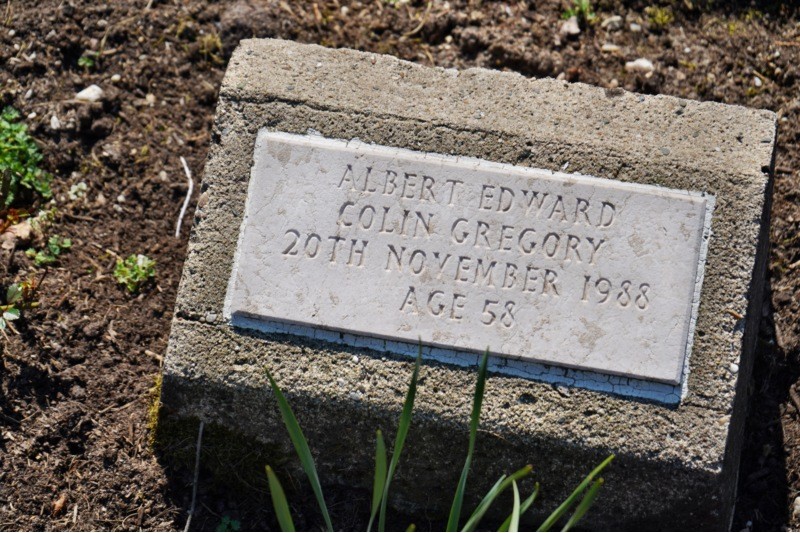 ALBERT EDWARD
COLIN GREGORY
20TH NOVEMBER 1988
AGE 58